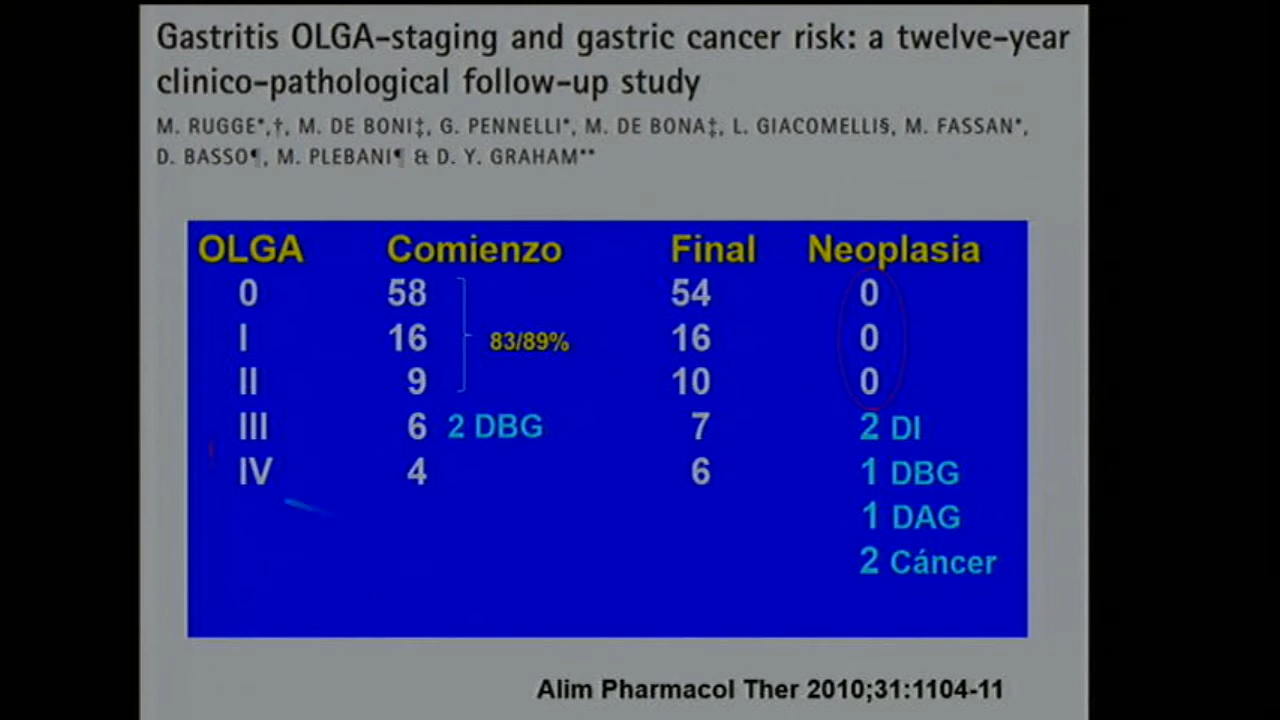 Gastritis OLGA-staging and gastric cancer risk: a twelve-year
clinico-pathological follow-up study
M. RUGGE*,†, M. DE BONI‡, G. PENNELLI*, M. DE BONA‡, L. GIACOMELLI§, M. FASSAN*,
D. BASSO¶, M. PLEBANI¶ & D. Y. GRAHAM**
OLGA Comienzo Final Neoplasia
0 58 54 0
I 16 83/89% 16 0
II 9 10 0
III 6 2 DBG 7 2 DI
IV 4 6 1 DBG
1 DAG
2 Cáncer
Alim Pharmacol Ther 2010;31:1104-11